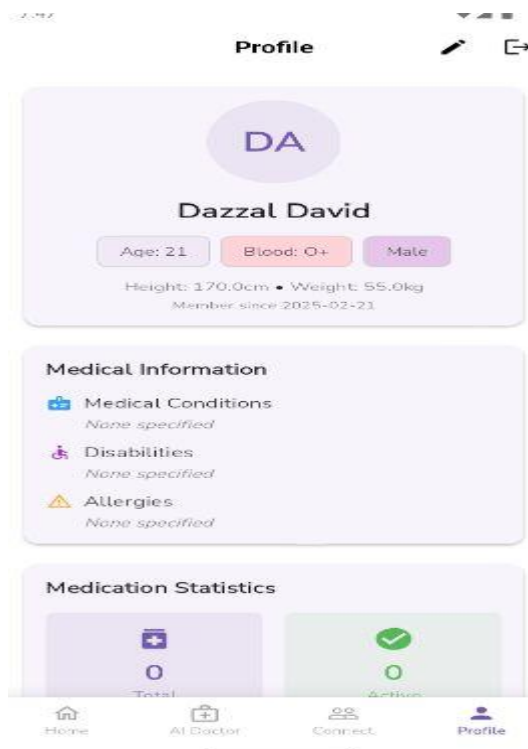 7:47
Profile
DA
Dazzal David
Age: 21 Blood: O+ Male
Height: 170.0cm • Weight: 55.0kg
Member since 2025-02-21
Medical Information
Medical Conditions
None specified
Disabilities
None specified
Allergies
None specified
Medication Statistics
0 0
Total Active
Home AI Doctor Connect Profile